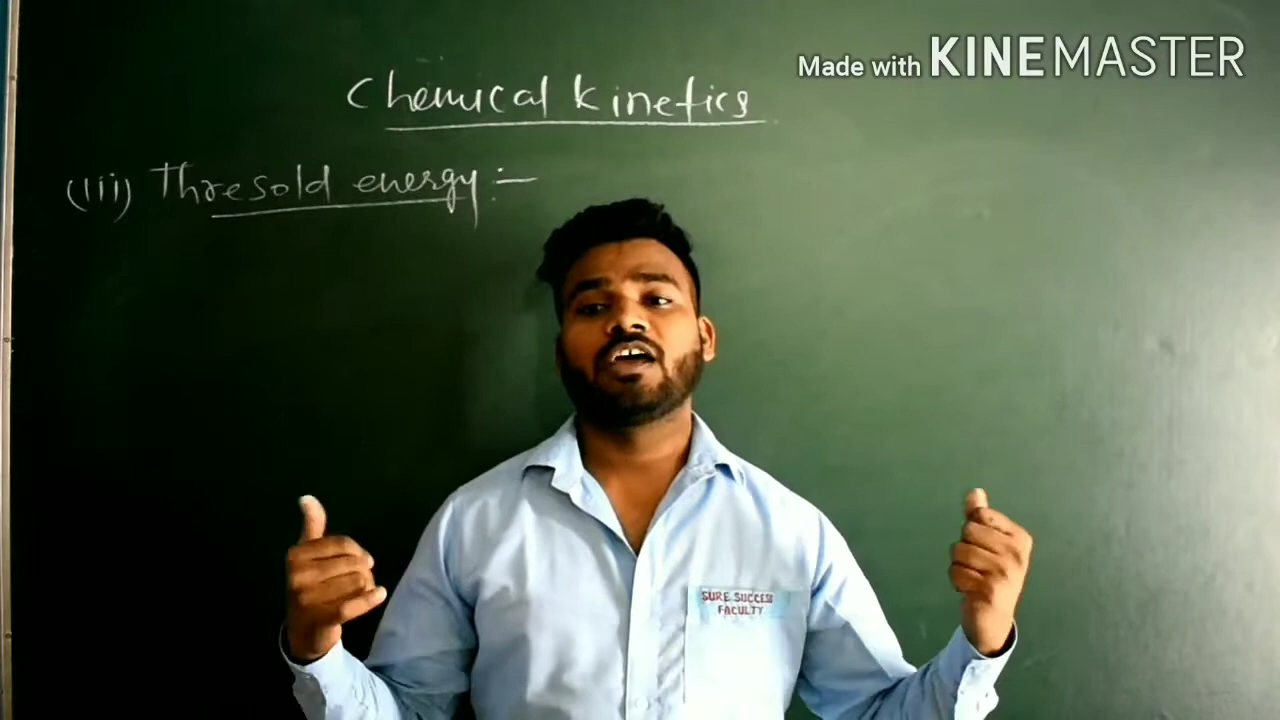 Made with KINEMASTER
Chemical kinetics
(iii) Thresold energy :-
SURE SUCCESS
FACULTY